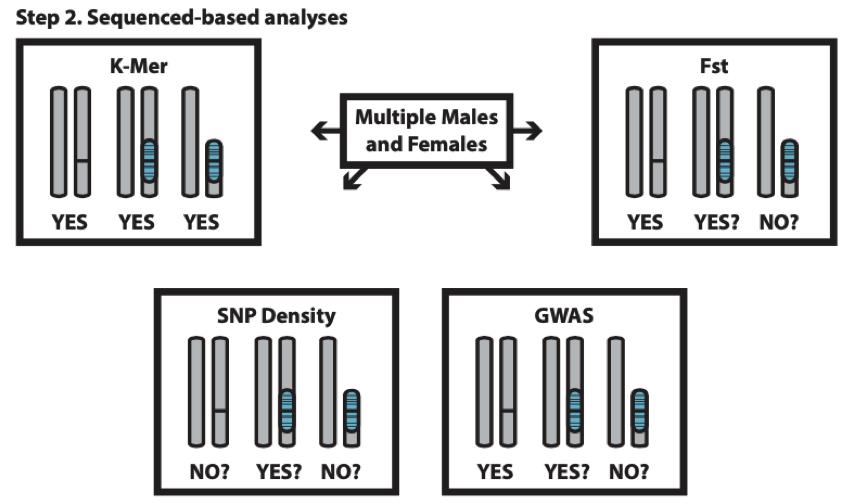 Step 2. Sequenced-based analyses
K-Mer
YES YES YES
Multiple Males
and Females
Fst
YES YES? NO?
SNP Density
NO? YES? NO?
GWAS
YES YES? NO?